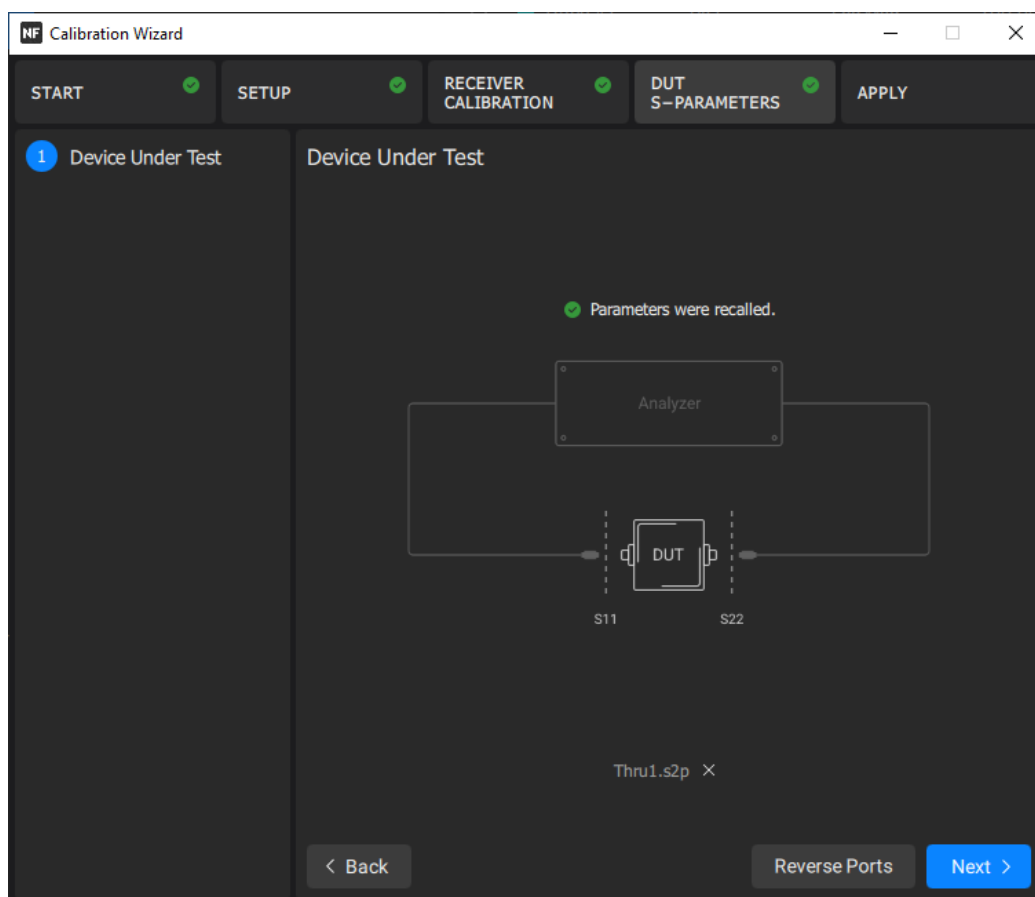 NF Calibration Wizard
START
SETUP
RECEIVER
CALIBRATION
DUT
S-PARAMETERS
APPLY
1 Device Under Test
Device Under Test
Parameters were recalled.
Analyzer
DUT
S11
S22
Thru1.s2p
Back
Reverse Ports
Next